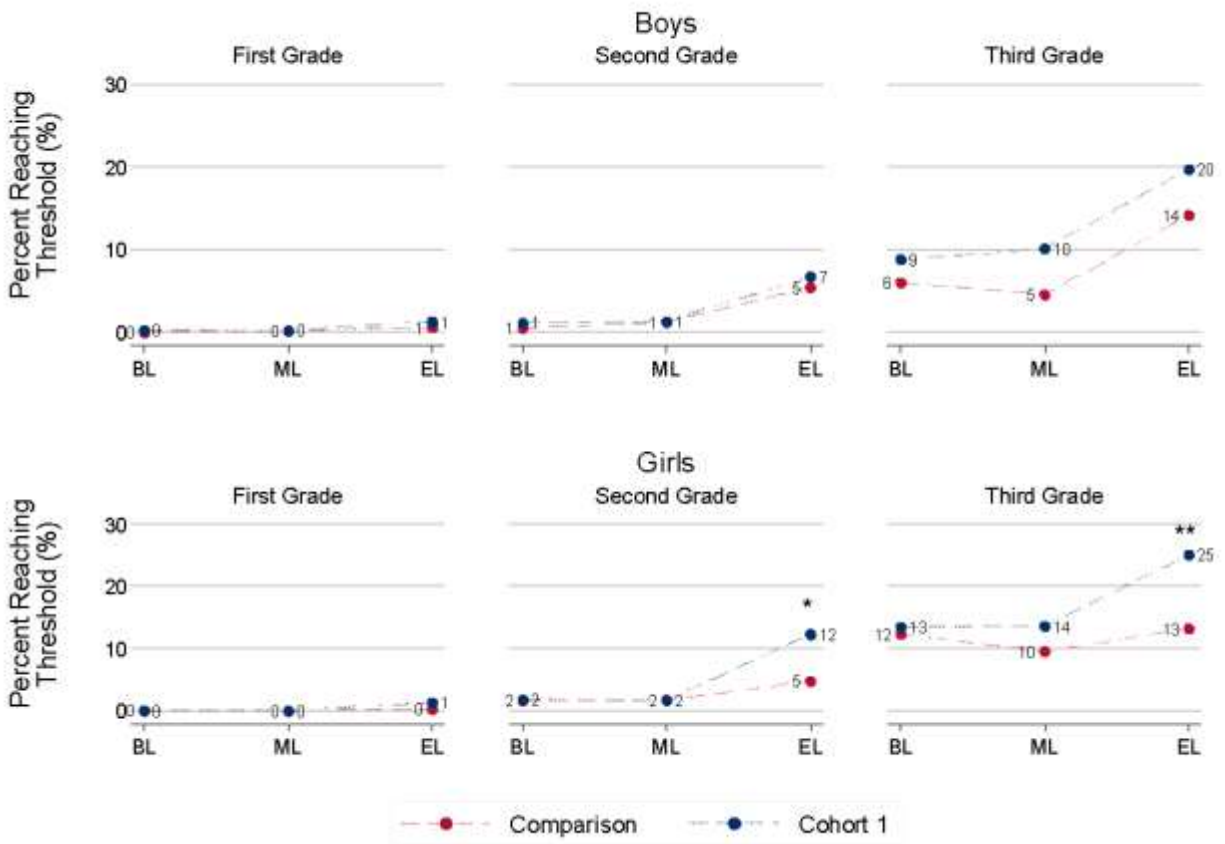 Boys
First Grade Second Grade Third Grade
Percent Reaching
Threshold (%)
30
20
10
0
0 0 0 0 1 1
1 1 1 1 5 7
6 9 5 10 14 20
BL ML EL BL ML EL BL ML EL
Girls
First Grade Second Grade Third Grade
Percent Reaching
Threshold (%)
30
20
10
0
0 0 0 0 0 1
2 2 2 2 5 12 *
12 13 10 14 13 25 **
BL ML EL BL ML EL BL ML EL
Comparison Cohort 1